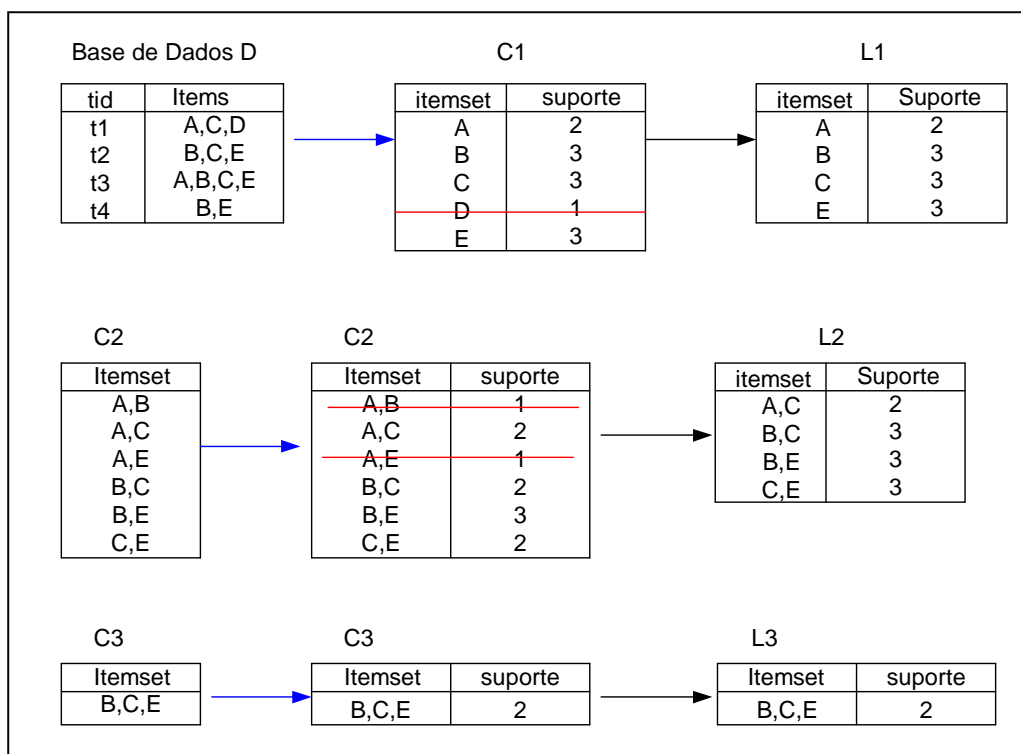 Base de Dados D C1 L1
tid Items itemset suporte itemset Suporte
t1 A,C,D A 2 A 2
t2 B,C,E B 3 B 3
t3 A,B,C,E C 3 C 3
t4 B,E D 1 E 3
E 3
C2 C2 L2
Itemset Itemset suporte itemset Suporte
A,B A,B 1 A,C 2
A,C A,C 2 B,C 3
A,E A,E 1 B,E 3
B,C B,C 2 C,E 3
B,E B,E 3
C,E C,E 2
C3 C3 L3
Itemset Itemset suporte Itemset suporte
B,C,E B,C,E 2 B,C,E 2